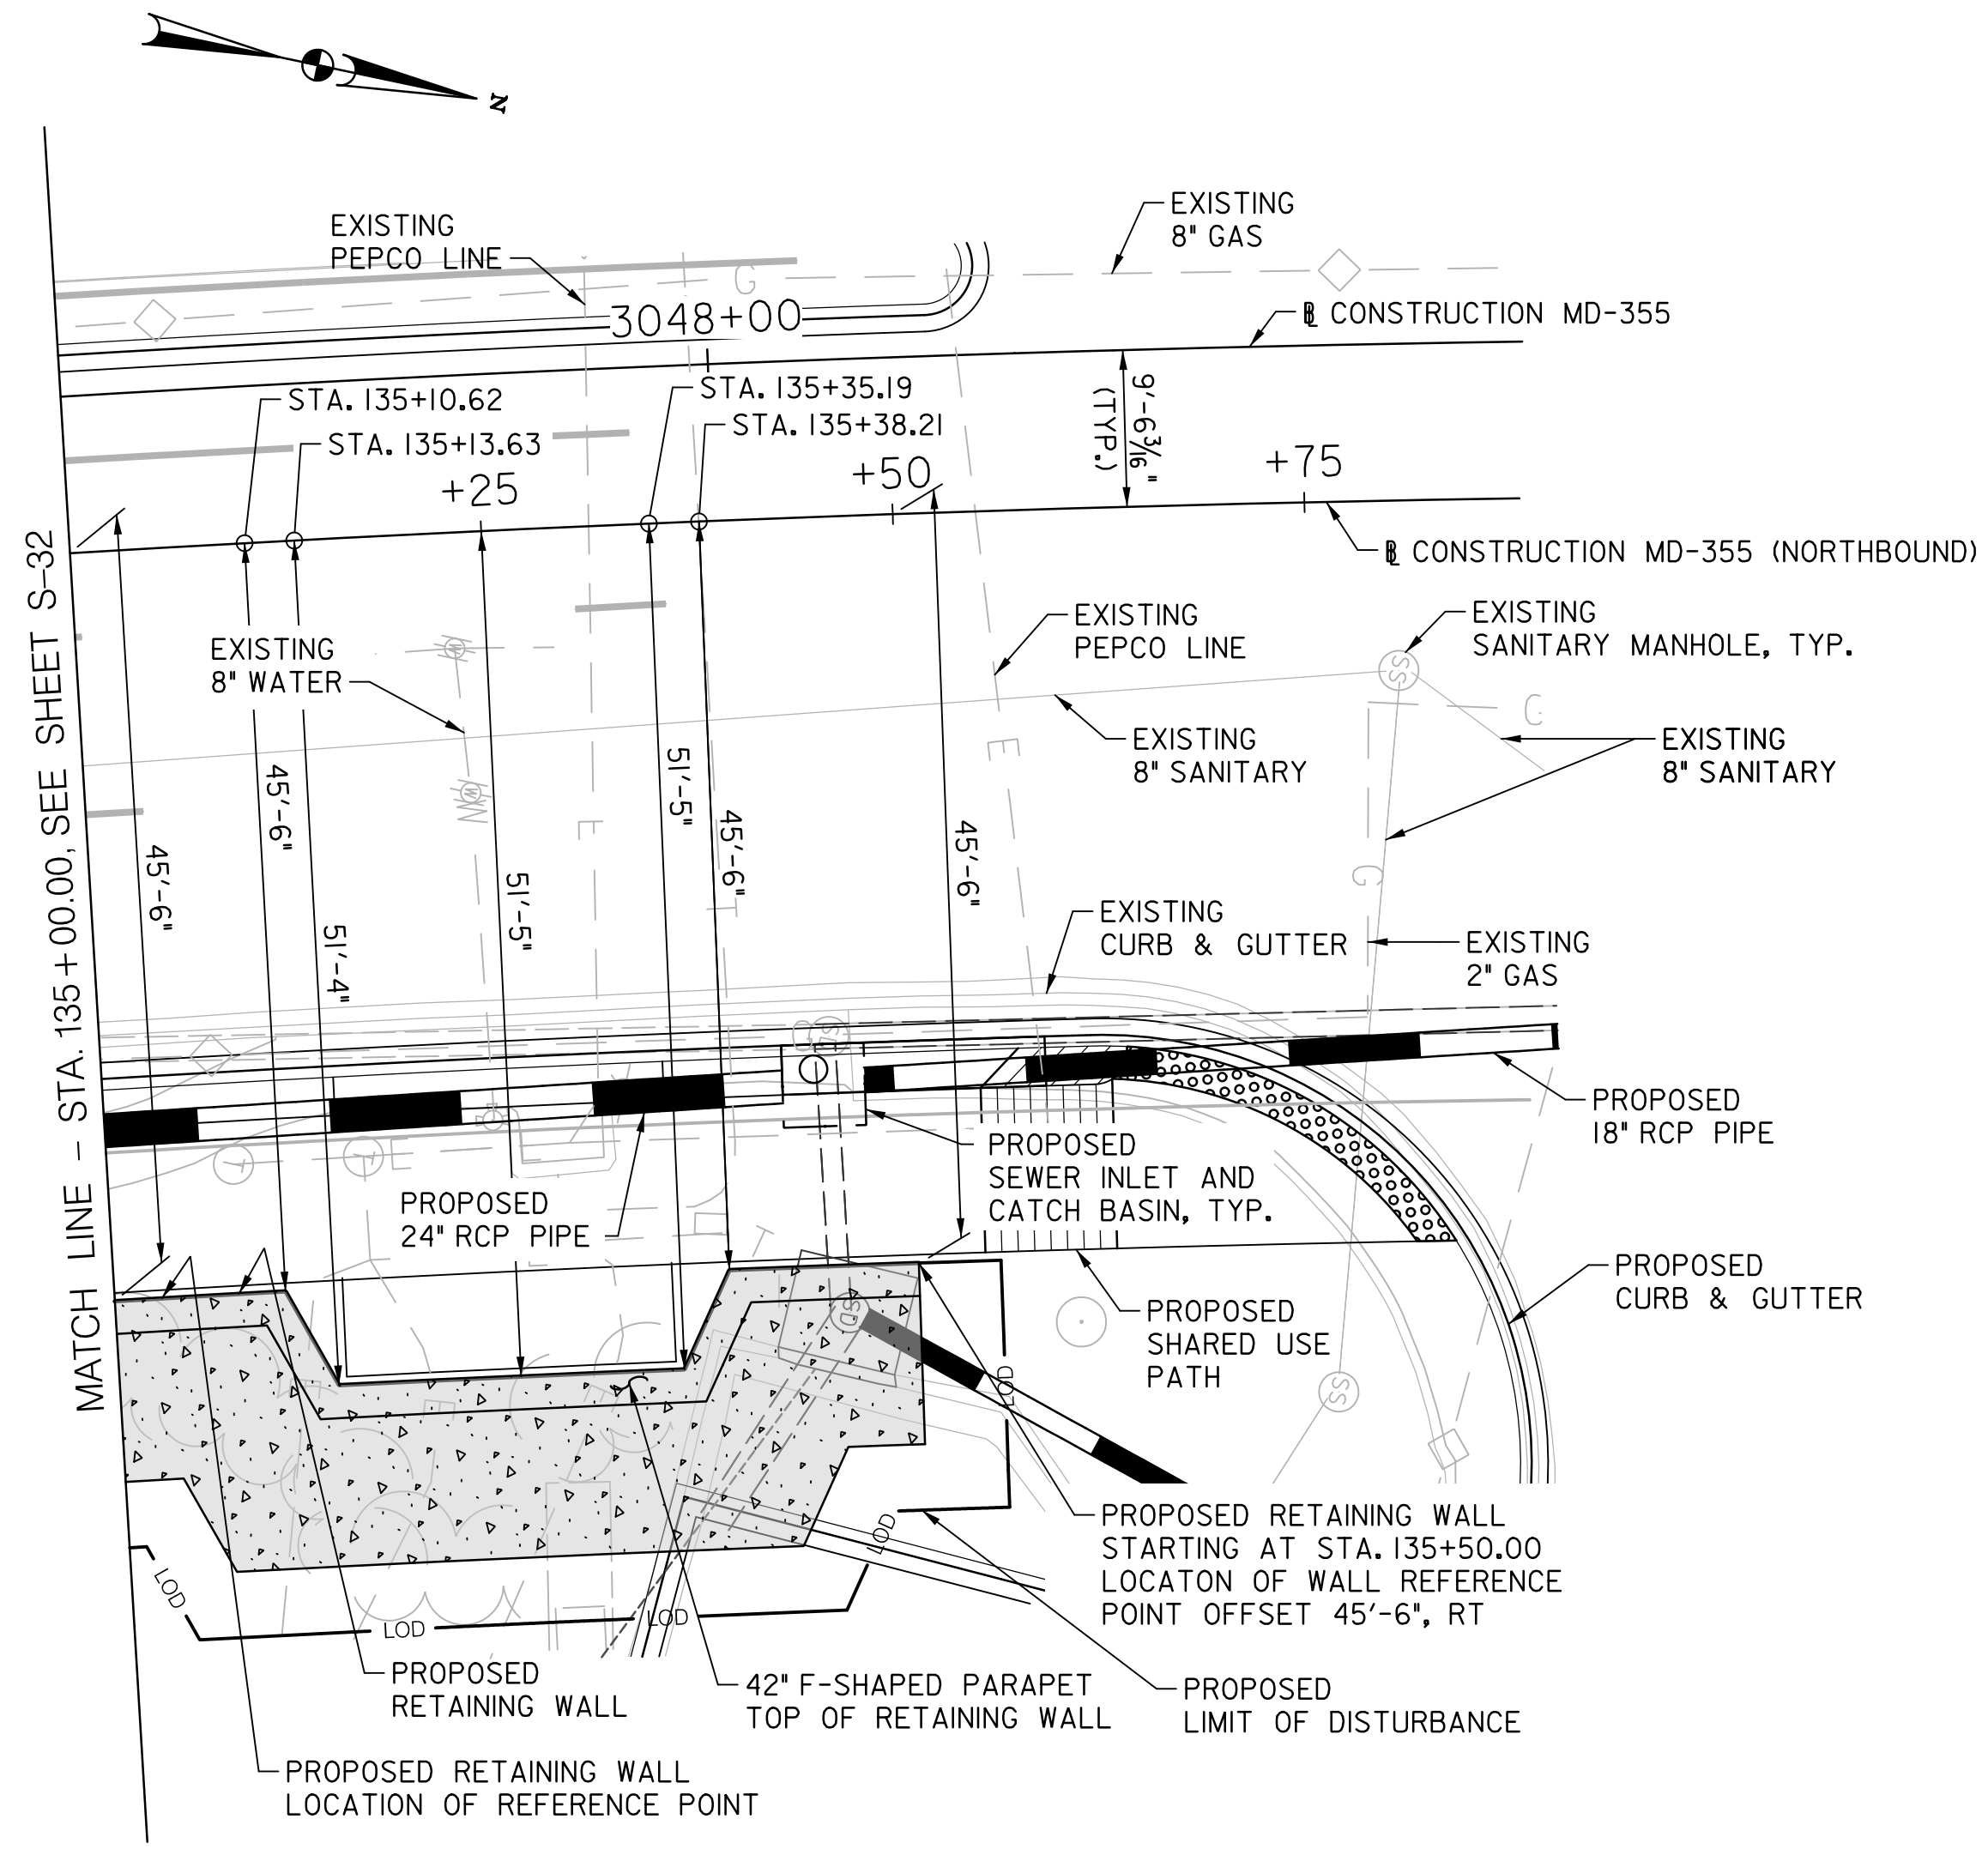 N
EXISTING
PEPCO LINE
EXISTING
8" GAS
G
3048+00
℄ CONSTRUCTION MD-355
STA. 135+10.62
STA. 135+13.63
STA. 135+35.19
STA. 135+38.21
9'-6 3/16"
(TYP.)
+25
+50
+75
℄ CONSTRUCTION MD-355 (NORTHBOUND)
MATCH LINE - STA. 135+00.00, SEE SHEET S-32
EXISTING
8" WATER
EXISTING
PEPCO LINE
EXISTING
SANITARY MANHOLE, TYP.
SS
G
EXISTING
8" SANITARY
EXISTING
8" SANITARY
W
W
W
E
E
45'-6"
45'-6"
51'-4"
51'-5"
51'-5"
45'-6"
45'-6"
G
T
EXISTING
CURB & GUTTER
EXISTING
2" GAS
PROPOSED
18" RCP PIPE
PROPOSED
SEWER INLET AND
CATCH BASIN, TYP.
PROPOSED
24" RCP PIPE
E
T
SD
PROPOSED
CURB & GUTTER
PROPOSED
SHARED USE
PATH
SS
LOD
LOD
LOD
LOD
LOD
E
PROPOSED RETAINING WALL
STARTING AT STA. 135+50.00
LOCATON OF WALL REFERENCE
POINT OFFSET 45'-6", RT
PROPOSED
RETAINING WALL
42" F-SHAPED PARAPET
TOP OF RETAINING WALL
PROPOSED
LIMIT OF DISTURBANCE
PROPOSED RETAINING WALL
LOCATION OF REFERENCE POINT